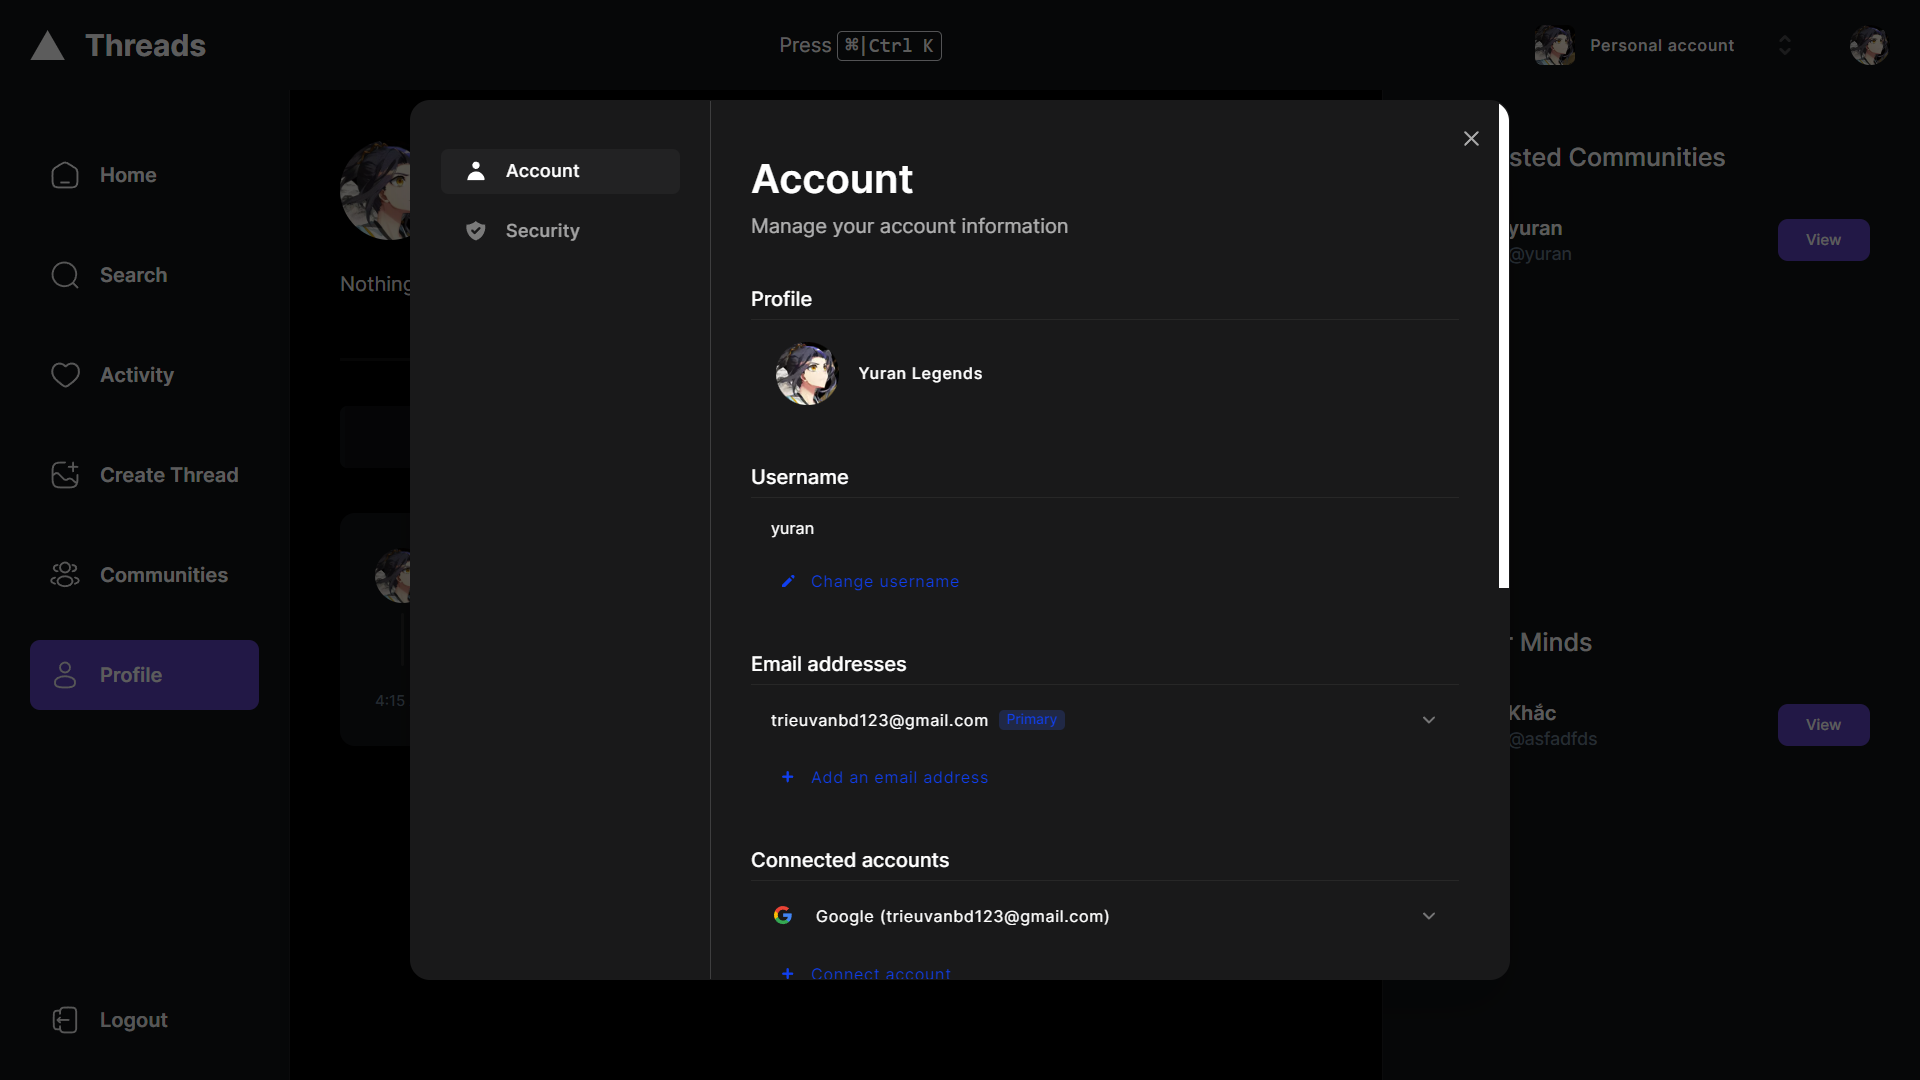 Threads
Press ⌘|Ctrl K
Personal account
Home
Search
Activity
Create Thread
Communities
Profile
Logout
Nothing
4:15
Account
Security
Account
Manage your account information
Profile
Yuran Legends
Username
yuran
Change username
Email addresses
trieuvanbd123@gmail.com Primary
Add an email address
Connected accounts
Google (trieuvanbd123@gmail.com)
Connect account
Communities
yuran
@yuran
View
Minds
Khắc
@asfadfds
View